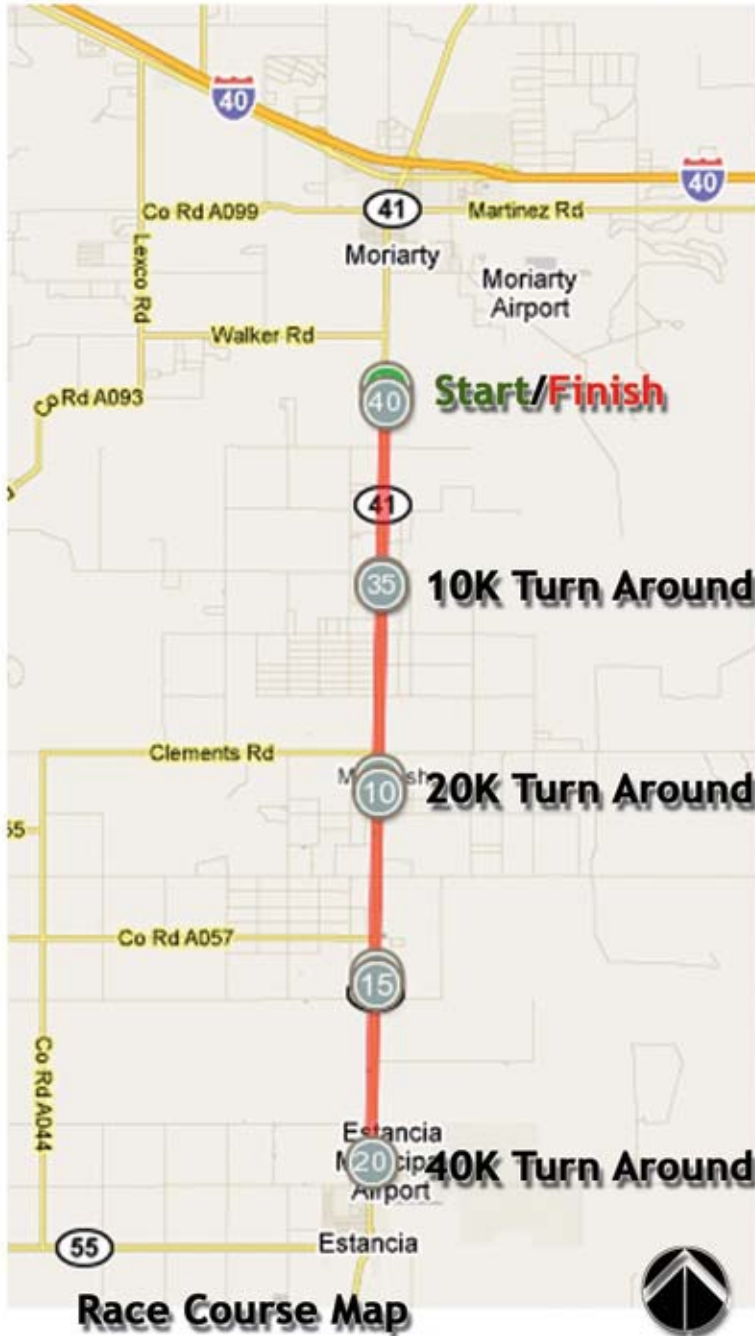 40
40
Co Rd A099
41
Martinez Rd
Moriarty
Lexco Rd
Moriarty
Airport
Walker Rd
Co Rd A093
40
Start/Finish
41
35
10K Turn Around
Clements Rd
10
20K Turn Around
55
Co Rd A057
15
Co Rd A044
Estancia
20
40K Turn Around
Airport
55
Estancia
Race Course Map